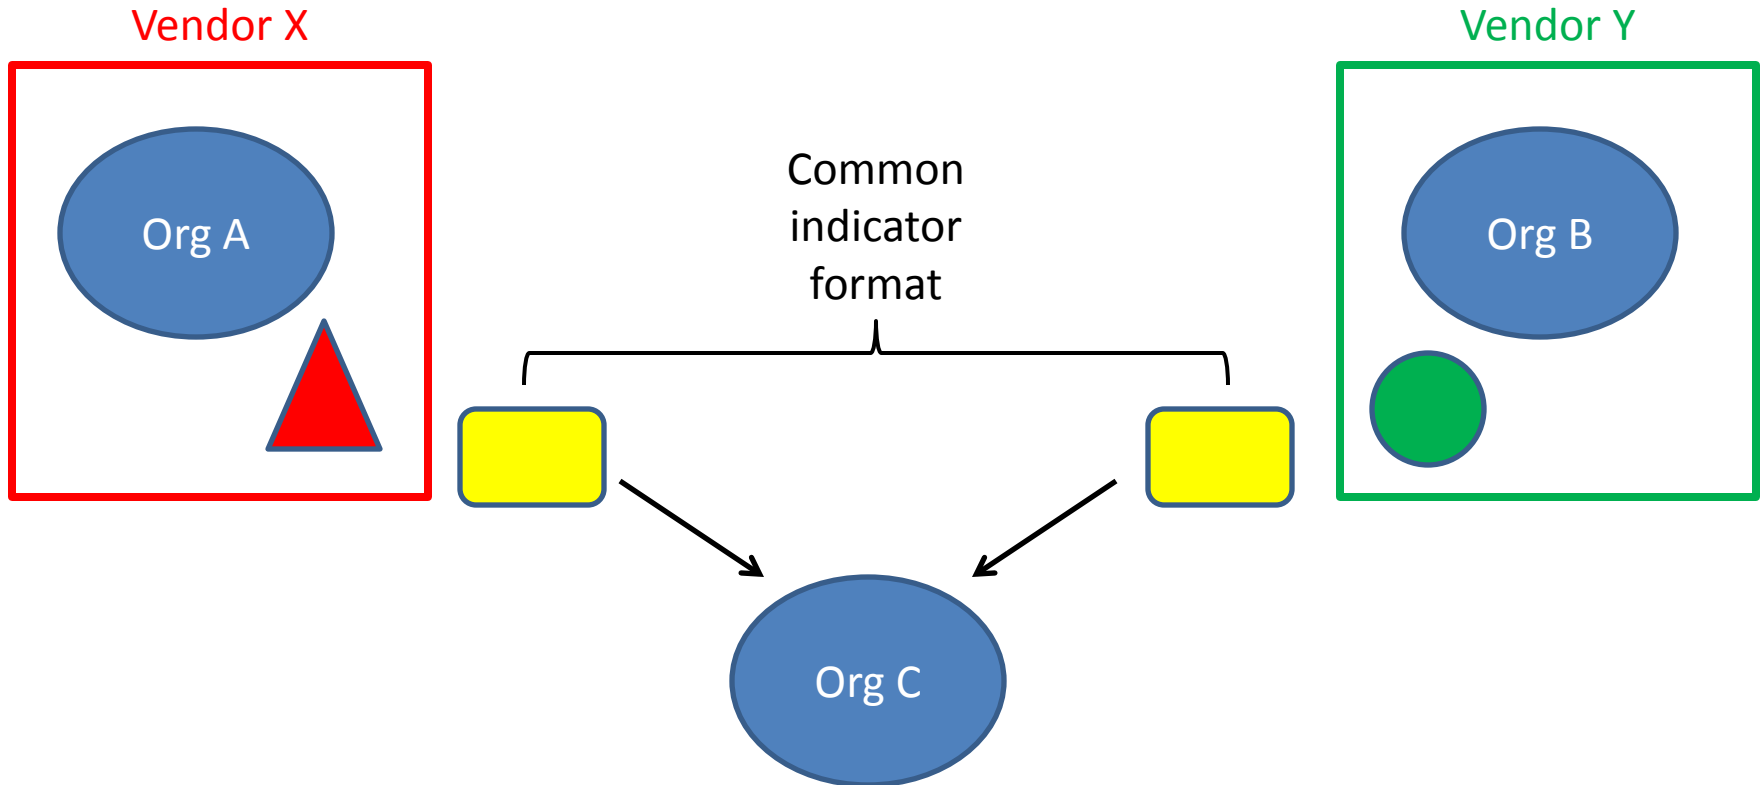 Vendor X
Vendor Y
Org A
Common
indicator
format
Org B
Org C